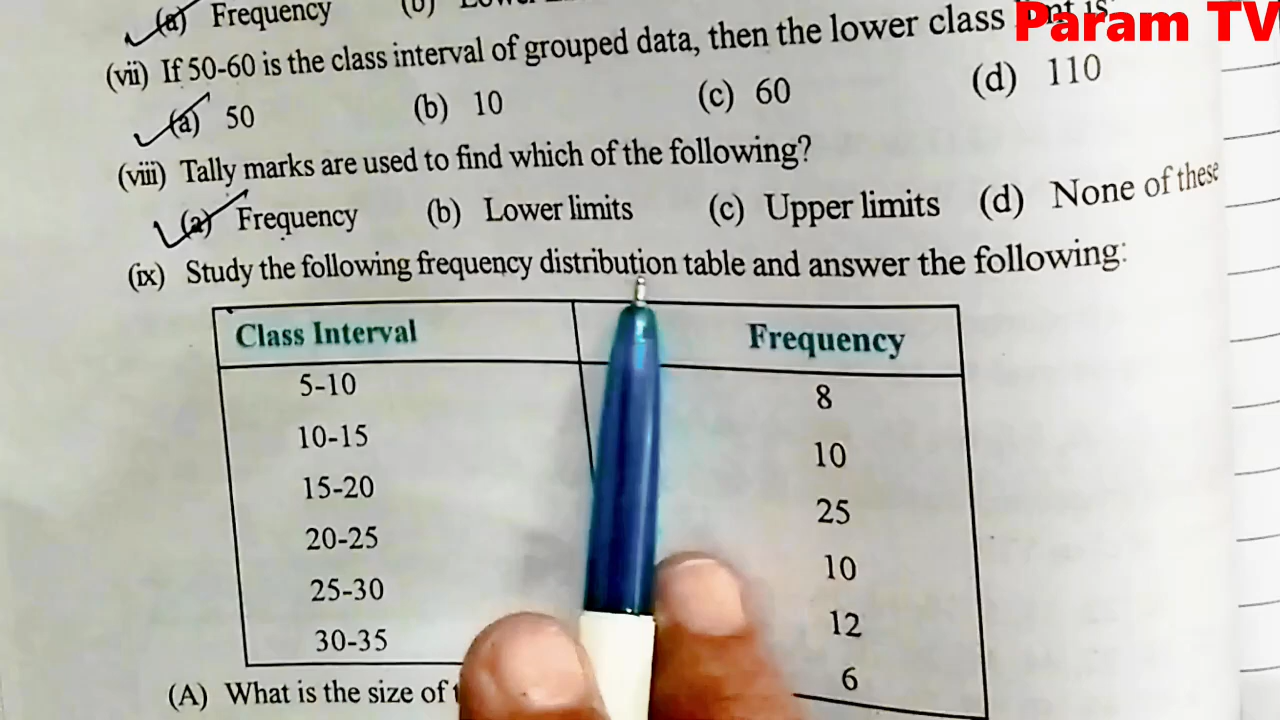 (a) Frequency (b)
Param TV
(vii) If 50-60 is the class interval of grouped data, then the lower class is
(a) 50 (b) 10 (c) 60 (d) 110
(viii) Tally marks are used to find which of the following?
(a) Frequency (b) Lower limits (c) Upper limits (d) None of these
(ix) Study the following frequency distribution table and answer the following:
Class Interval Frequency
5-10 8
10-15 10
15-20 25
20-25 10
25-30 12
30-35 6
(A) What is the size of